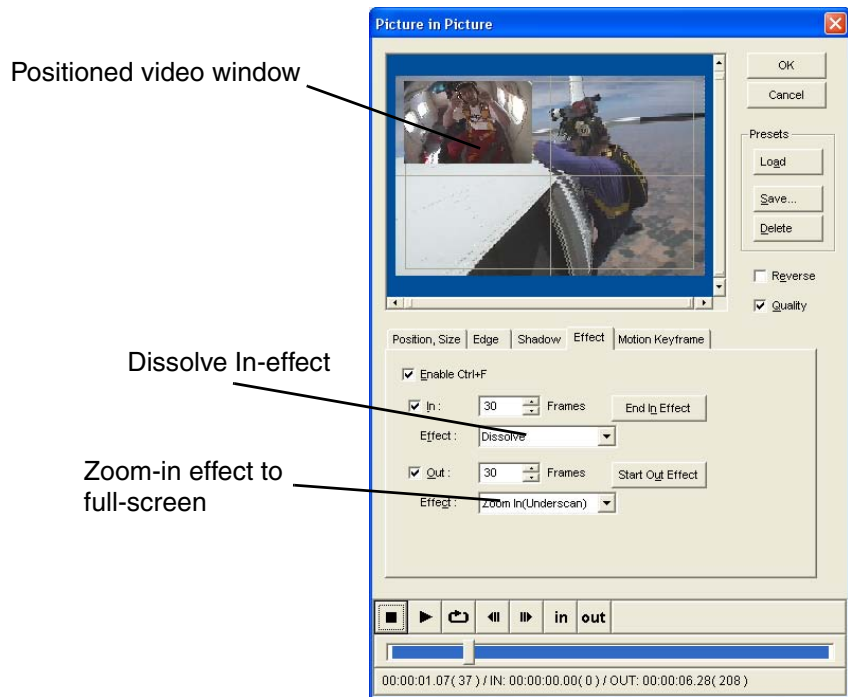 Picture in Picture
Positioned video window
OK
Cancel
Presets
Load
Save...
Delete
Reverse
Quality
Position, Size Edge Shadow Effect Motion Keyframe
Dissolve In-effect
Enable Ctrl+F
In : 30 Frames End In Effect
Effect : Dissolve
Zoom-in effect to
full-screen
Out : 30 Frames Start Out Effect
Effect : Zoom In(Underscan)
in out
00:00:01.07( 37 ) / IN: 00:00:00.00( 0 ) / OUT: 00:00:06.28( 208 )